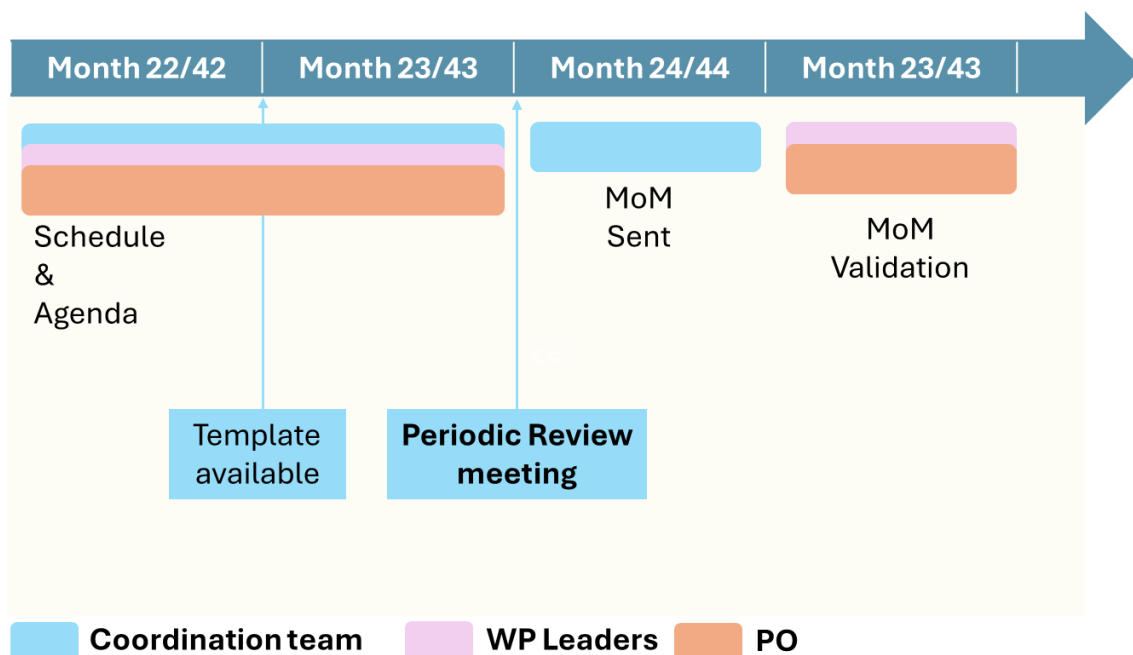 Month 22/42 Month 23/43 Month 24/44 Month 23/43
Schedule
&
Agenda
MoM
Sent
MoM
Validation
Template
available
Periodic Review
meeting
Coordination team WP Leaders PO